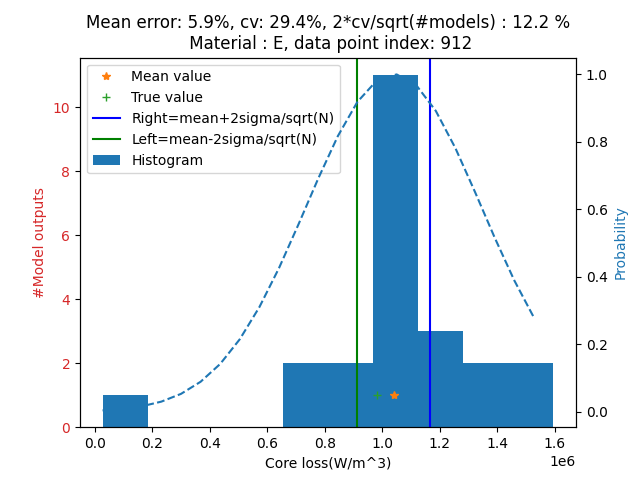 Mean error: 5.9%, cv: 29.4%, 2*cv/sqrt(#models) : 12.2 %
Material : E, data point index: 912
Mean value
True value
Right=mean+2sigma/sqrt(N)
Left=mean-2sigma/sqrt(N)
Histogram
#Model outputs
10
8
6
4
2
0
1.0
0.8
0.6
0.4
0.2
0.0
Probability
0.0 0.2 0.4 0.6 0.8 1.0 1.2 1.4 1.6
1e6
Core loss(W/m^3)